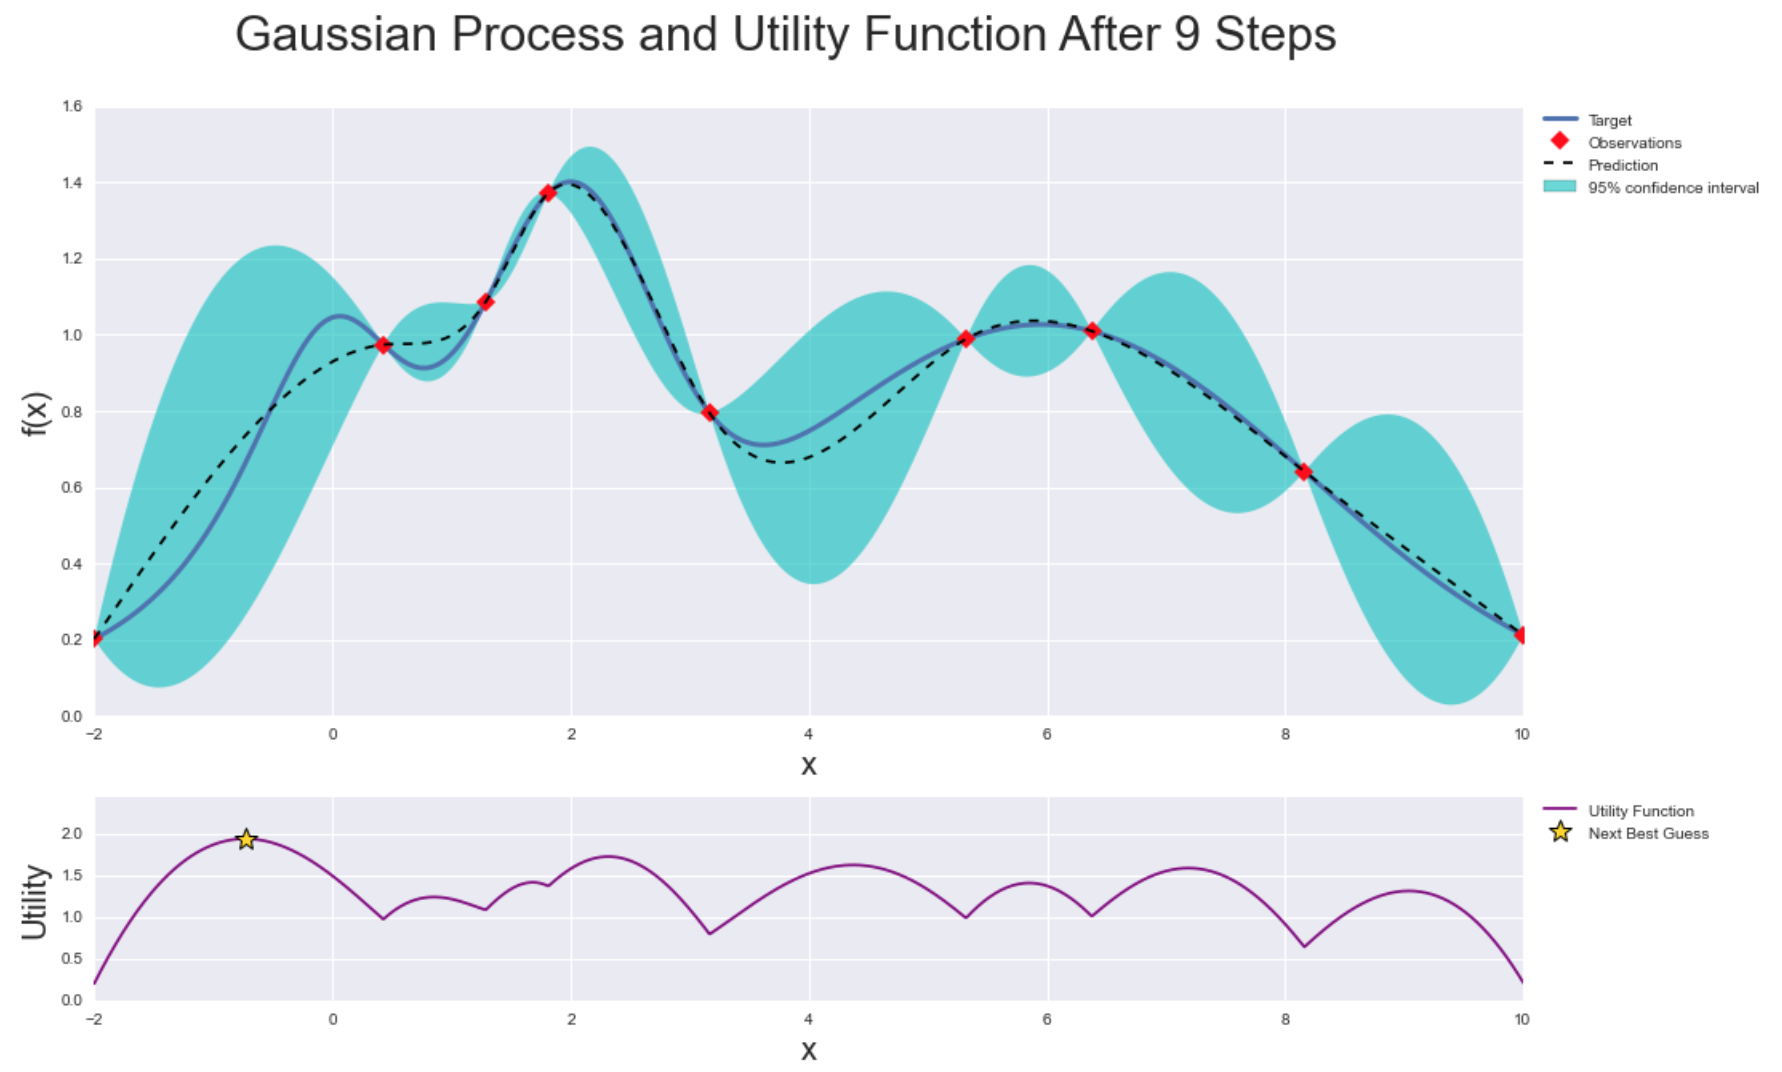 Gaussian Process and Utility Function After 9 Steps
1.6
1.4
1.2
1.0
0.8
0.6
0.4
0.2
0.0
f(x)
−2 0 2 4 6 8 10
x
Target
Observations
Prediction
95% confidence interval
2.0
1.5
1.0
0.5
0.0
Utility
−2 0 2 4 6 8 10
x
Utility Function
Next Best Guess